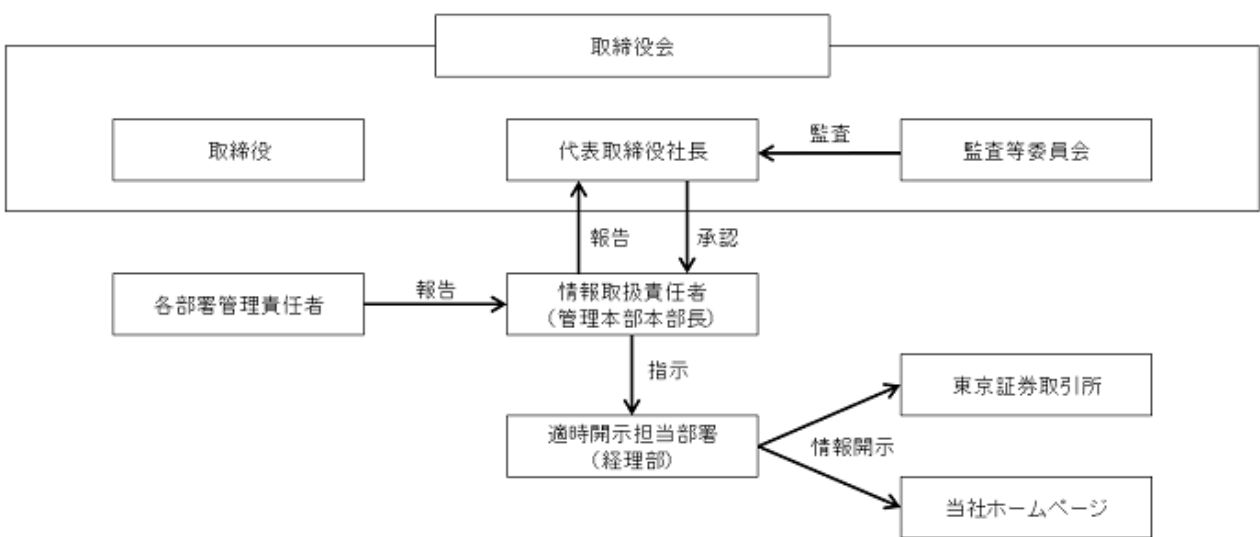 取締役会
取締役
代表取締役社長
監査
監査等委員会
報告
承認
各部署管理責任者
報告
情報取扱責任者
（管理本部本部長）
指示
東京証券取引所
適時開示担当部署
（経理部）
情報開示
当社ホームページ